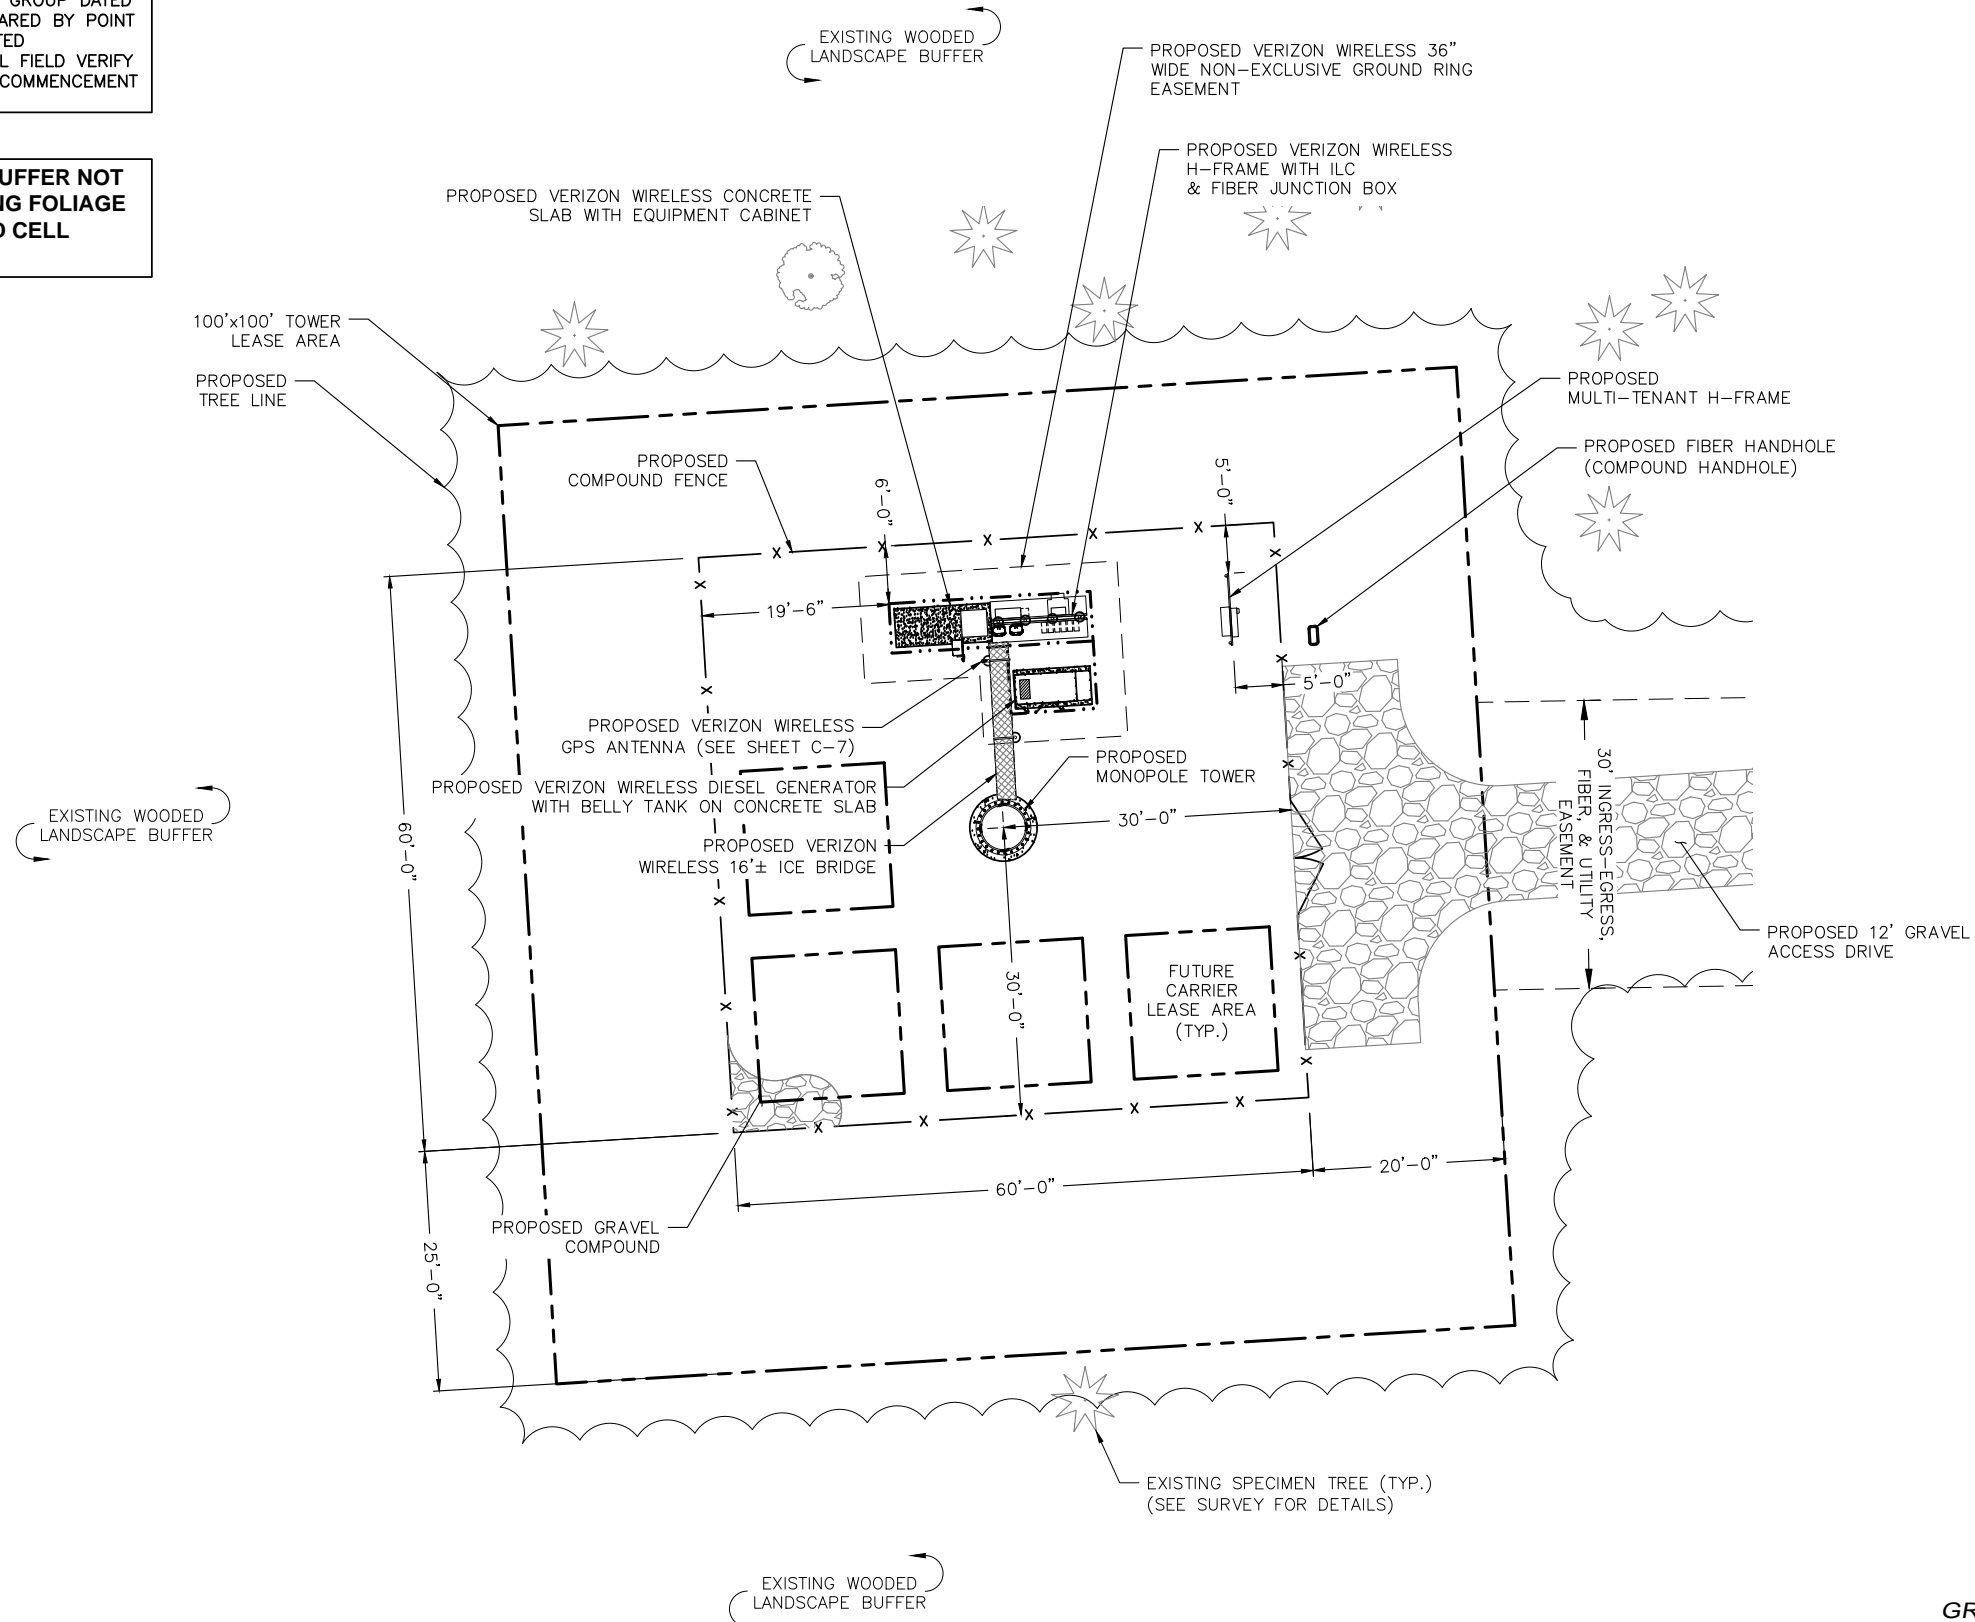 GROUP DATED
ARED BY POINT
TED
L FIELD VERIFY
COMMENCEMENT
UFFER NOT
NG FOLIAGE
CELL
EXISTING WOODED
LANDSCAPE BUFFER
PROPOSED VERIZON WIRELESS 36"
WIDE NON-EXCLUSIVE GROUND RING
EASEMENT
PROPOSED VERIZON WIRELESS
H-FRAME WITH ILC
& FIBER JUNCTION BOX
PROPOSED VERIZON WIRELESS CONCRETE
SLAB WITH EQUIPMENT CABINET
100'x100' TOWER
LEASE AREA
PROPOSED
TREE LINE
PROPOSED
MULTI-TENANT H-FRAME
PROPOSED FIBER HANDHOLE
(COMPOUND HANDHOLE)
PROPOSED
COMPOUND FENCE
6'-0"
5'-0"
19'-6"
5'-0"
PROPOSED VERIZON WIRELESS
GPS ANTENNA (SEE SHEET C-7)
PROPOSED VERIZON WIRELESS DIESEL GENERATOR
WITH BELLY TANK ON CONCRETE SLAB
PROPOSED
MONOPOLE TOWER
PROPOSED VERIZON
WIRELESS 16'± ICE BRIDGE
30'-0"
30' INGRESS-EGRESS,
FIBER, & UTILITY
EASEMENT
EXISTING WOODED
LANDSCAPE BUFFER
60'-0"
PROPOSED 12' GRAVEL
ACCESS DRIVE
FUTURE
CARRIER
LEASE AREA
(TYP.)
30'-0"
20'-0"
60'-0"
PROPOSED GRAVEL
COMPOUND
25'-0"
EXISTING SPECIMEN TREE (TYP.)
(SEE SURVEY FOR DETAILS)
EXISTING WOODED
LANDSCAPE BUFFER
GR